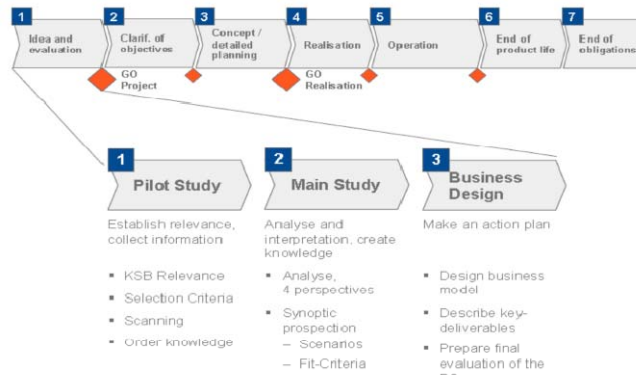 1
2
3
4
5
6
7
Idea and
evaluation
Clarif. of
objectives
Concept /
detailed
planning
Realisation
Operation
End of
product life
End of
obligations
GO
Project
GO
Realisation
1
Pilot Study
Establish relevance,
collect information
▪ KSB Relevance
▪ Selection Criteria
▪ Scanning
▪ Order knowledge
2
Main Study
Analyse and
interpretation, create
knowledge
▪ Analyse,
4 perspectives
▪ Synoptic
prospection
– Scenarios
– Fit-Criteria
3
Business
Design
Make an action plan
▪ Design business
model
▪ Describe key-
deliverables
▪ Prepare final
evaluation of the